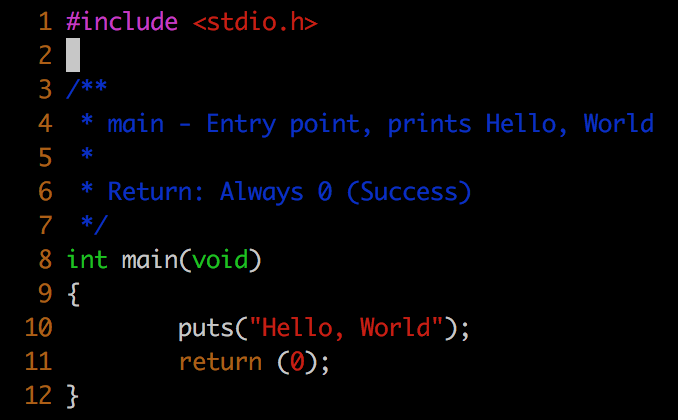 1 #include <stdio.h>
2
3 /**
4  * main - Entry point, prints Hello, World
5  *
6  * Return: Always 0 (Success)
7  */
8 int main(void)
9 {
10         puts("Hello, World");
11         return (0);
12 }